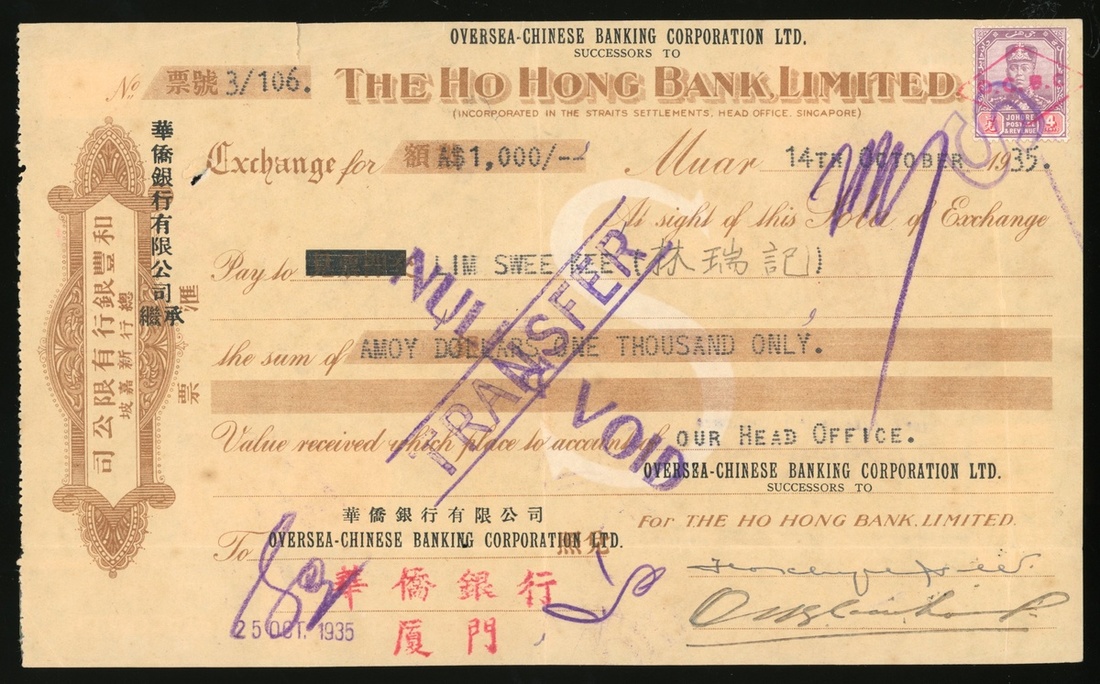 OVERSEA-CHINESE BANKING CORPORATION LTD.
SUCCESSORS TO
No 票號 3/106.
THE HO HONG BANK, LIMITED.
(INCORPORATED IN THE STRAITS SETTLEMENTS, HEAD OFFICE, SINGAPORE)
JOHORE
POSTAGE
& REVENUE
4
Exchange for A$1,000/--
Muar 14TH OCTOBER 1935.
At sight of this Sola of Exchange
Pay to LIM SWEE KEE (林瑞記)
the sum of AMOY DOLLARS ONE THOUSAND ONLY.
Value received which place to account of OUR HEAD OFFICE.
NULL
VOID
TRANSFER
OVERSEA-CHINESE BANKING CORPORATION LTD.
SUCCESSORS TO
FOR THE HO HONG BANK, LIMITED.
華僑銀行有限公司
To OVERSEA-CHINESE BANKING CORPORATION LTD.
華僑銀行
廈門
25 OCT. 1935
華僑銀行有限公司承繼
和豐銀行有限公司
總行新嘉坡
滙票